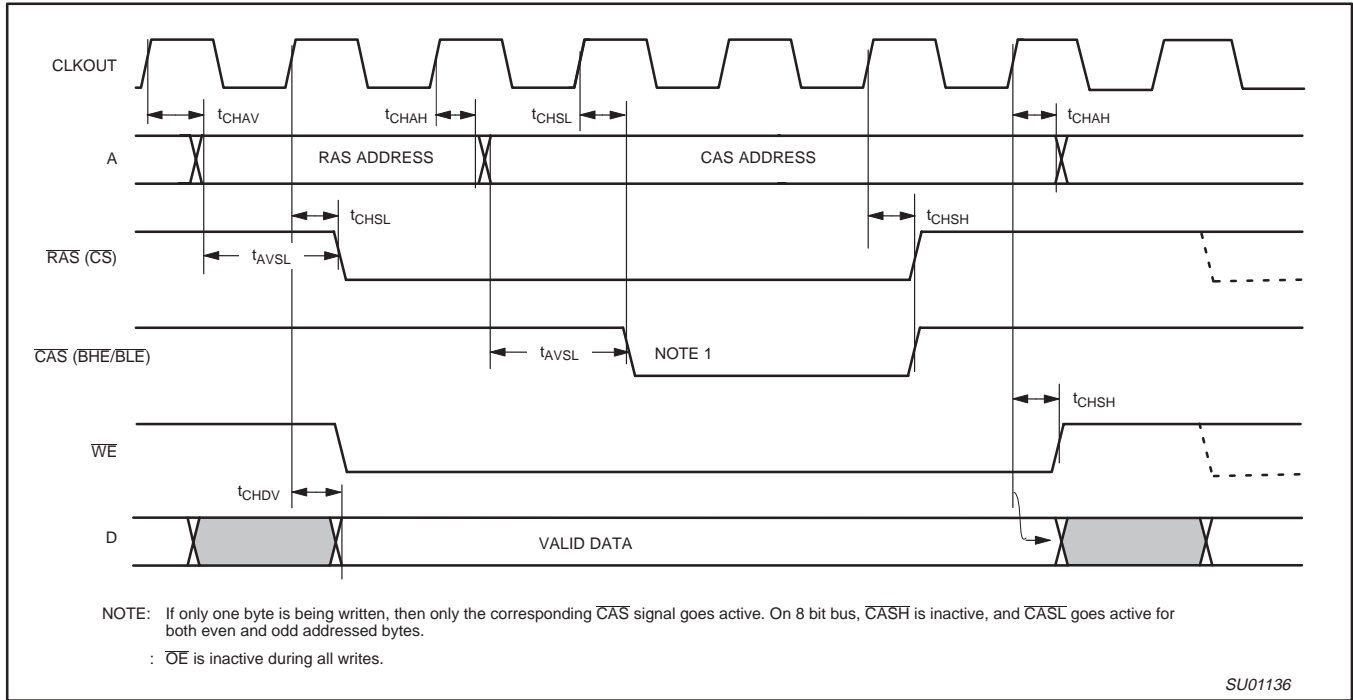 CLKOUT
tCHAV
tCHAH
tCHSL
tCHAH
A
RAS ADDRESS
CAS ADDRESS
tCHSL
tCHSH
RAS (CS)
tAVSL
CAS (BHE/BLE)
tAVSL
NOTE 1
tCHSH
WE
tCHDV
D
VALID DATA
NOTE: If only one byte is being written, then only the corresponding CAS signal goes active. On 8 bit bus, CASH is inactive, and CASL goes active for
both even and odd addressed bytes.
: OE is inactive during all writes.
SU01136